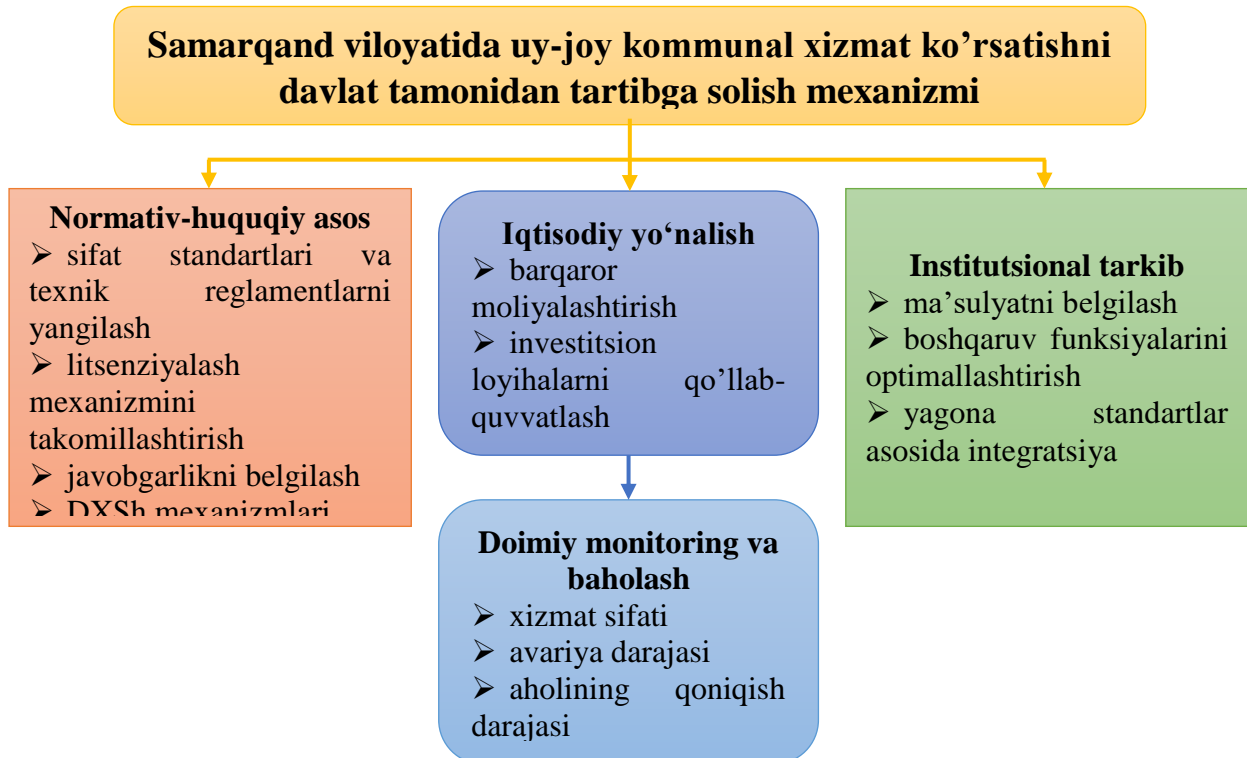 Samarqand viloyatida uy-joy kommunal xizmat ko’rsatishni
davlat tamonidan tartibga solish mexanizmi
Normativ-huquqiy asos
➢ sifat standartlari va
texnik reglamentlarni
yangilash
➢ litsenziyalash
mexanizmini
takomillashtirish
➢ javobgarlikni belgilash
➢ DXSh mexanizmlari
Iqtisodiy yo‘nalish
➢ barqaror
moliyalashtirish
➢ investitsion
loyihalarni qo’llab-
quvvatlash
Institutsional tarkib
➢ ma’sulyatni belgilash
➢ boshqaruv funksiyalarini
optimallashtirish
➢ yagona standartlar
asosida integratsiya
Doimiy monitoring va
baholash
➢ xizmat sifati
➢ avariya darajasi
➢ aholining qoniqish
darajasi